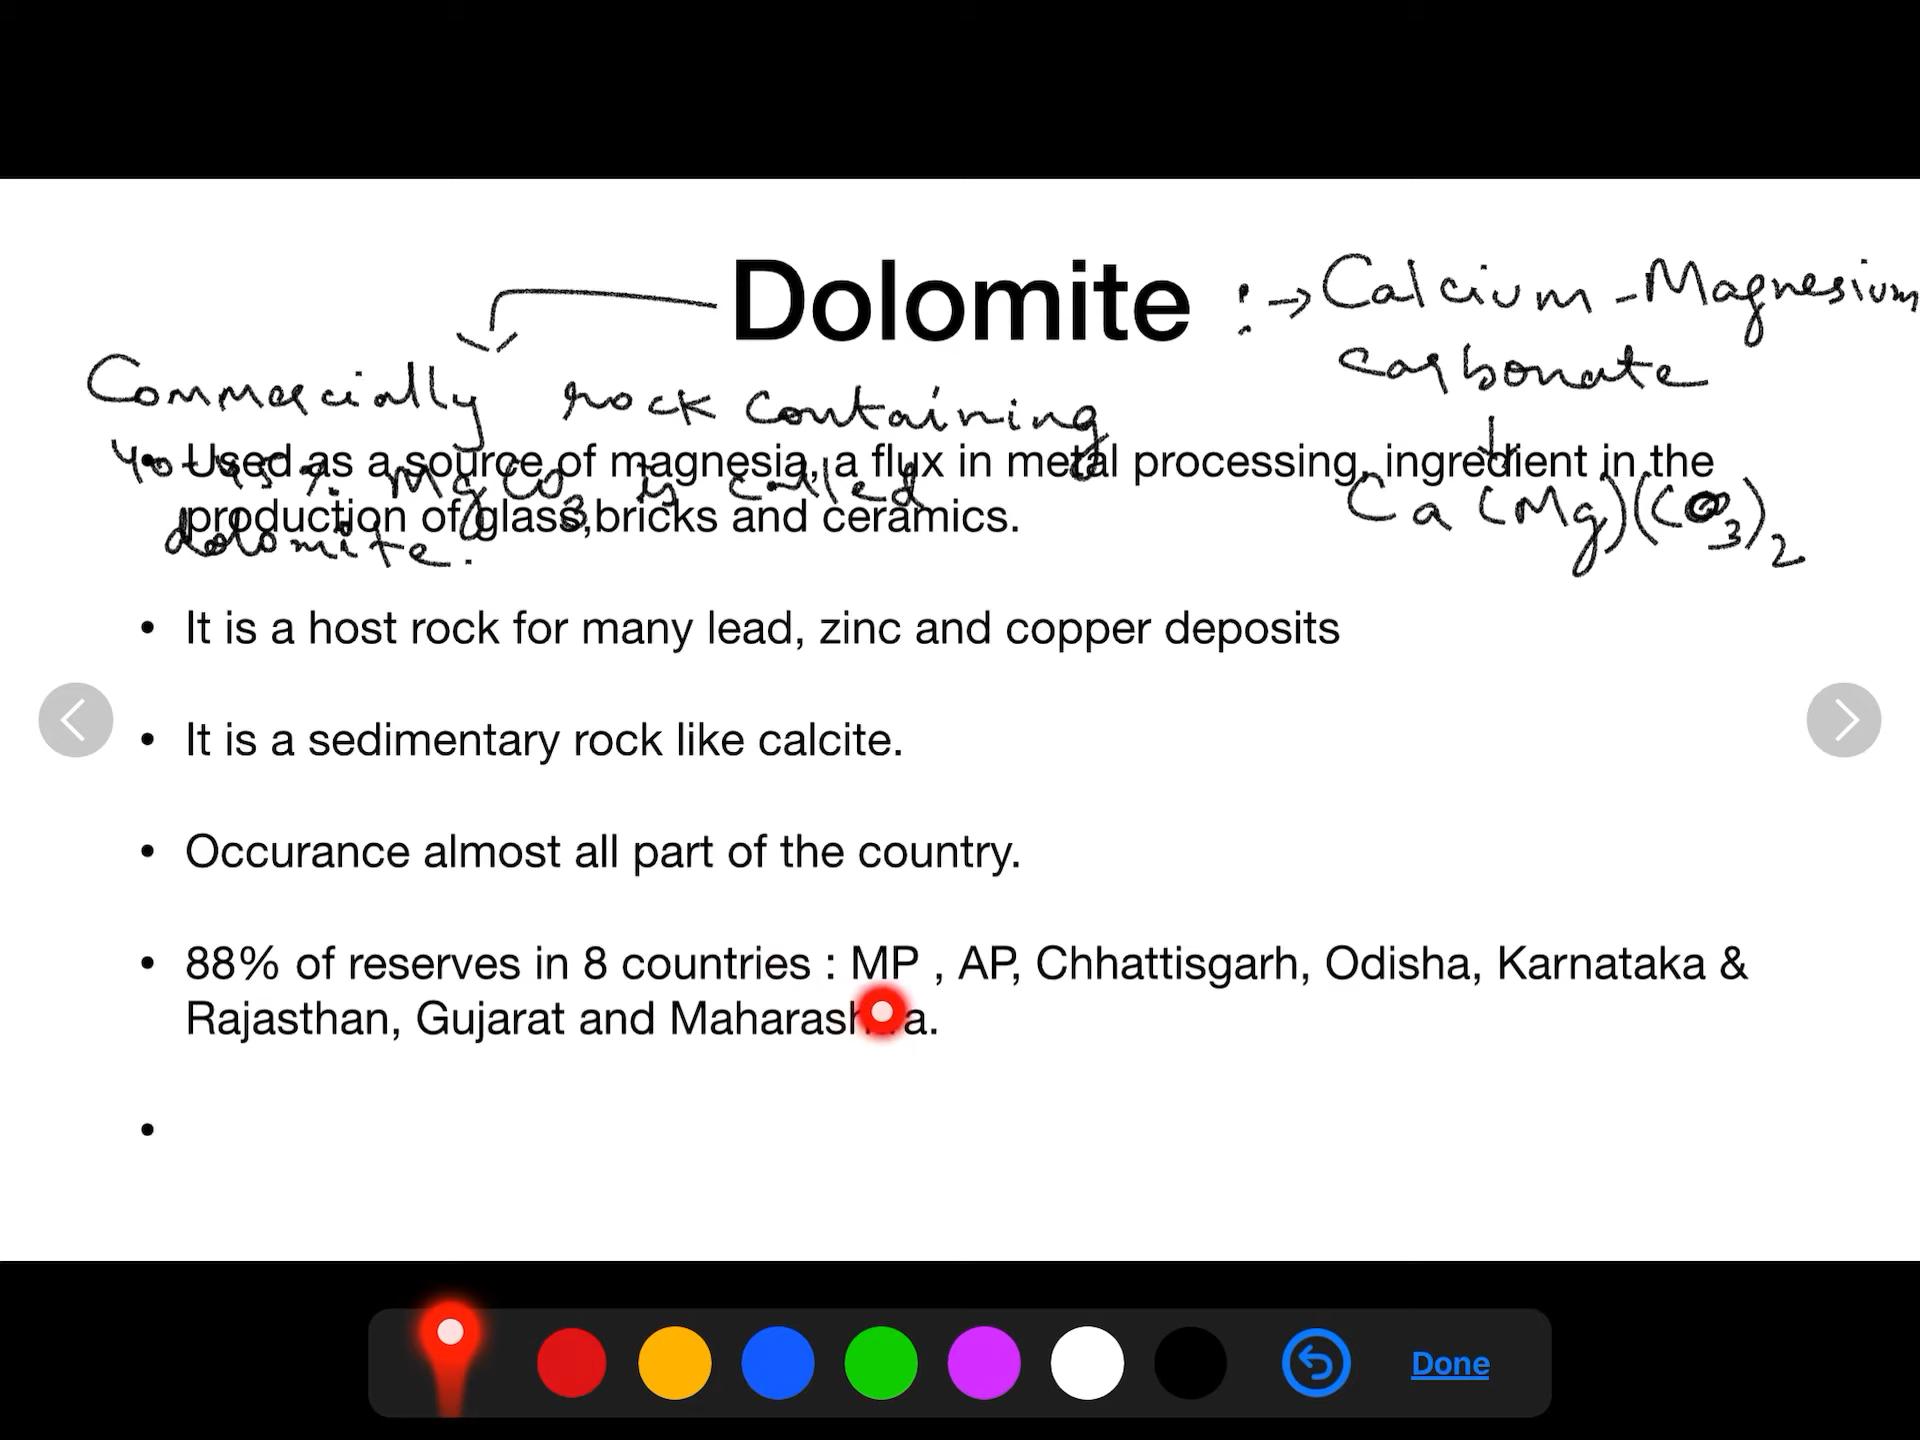 Dolomite : → Calcium - Magnesium
carbonate
Ca (Mg)(CO3)2
Commercially rock containing
40-45 % MgCO3 is called
dolomite.
• Used as a source of magnesia, a flux in metal processing, ingredient in the
production of glass,bricks and ceramics.
• It is a host rock for many lead, zinc and copper deposits
• It is a sedimentary rock like calcite.
• Occurance almost all part of the country.
• 88% of reserves in 8 countries : MP , AP, Chhattisgarh, Odisha, Karnataka &
Rajasthan, Gujarat and Maharashtra.
•
Done